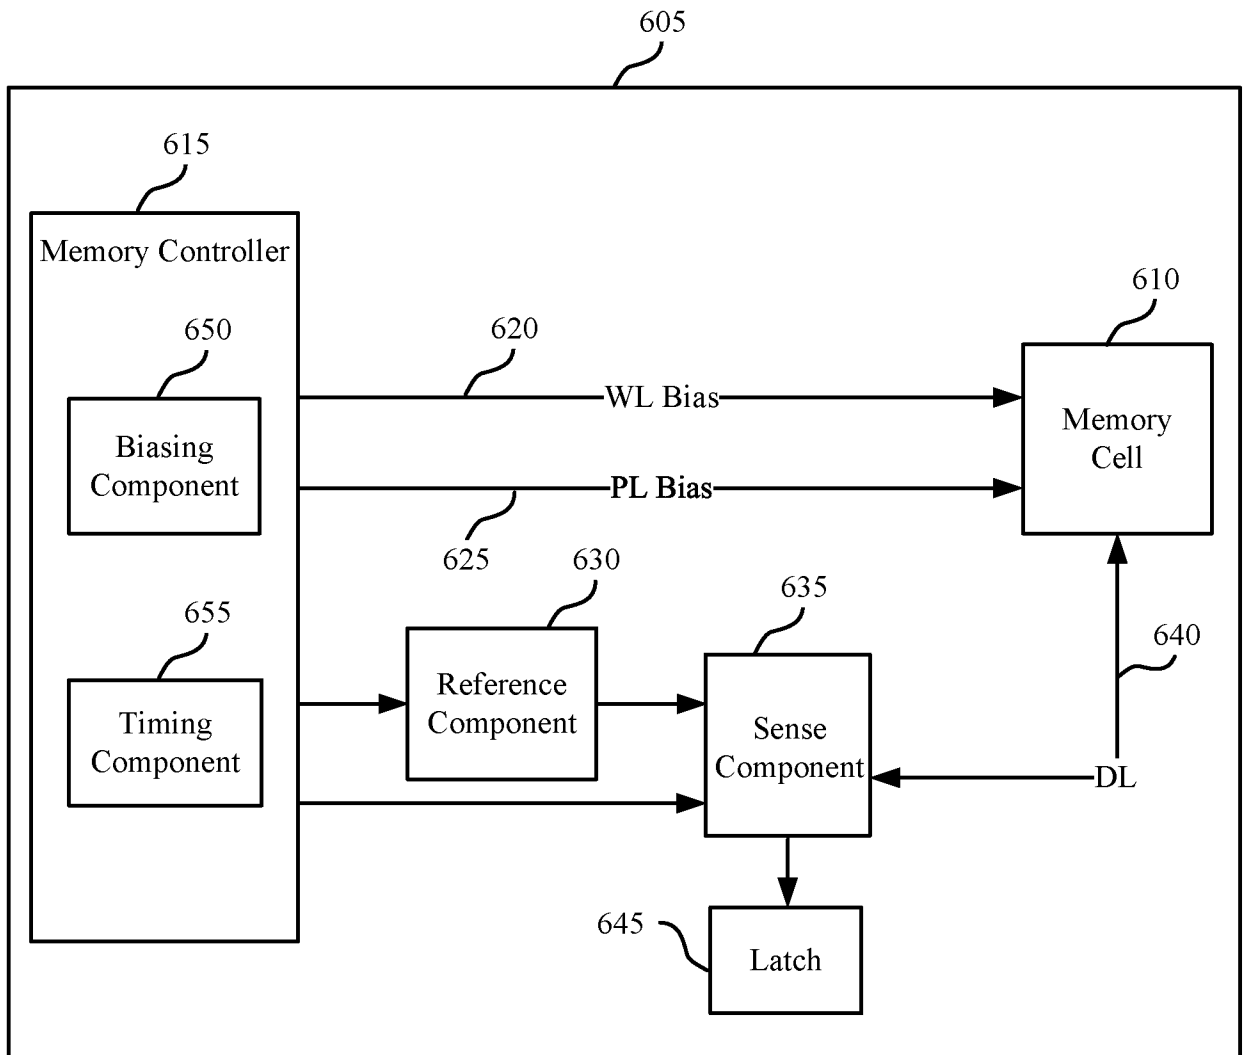 605
615
Memory Controller
610
650
620
WL Bias
Memory
Cell
Biasing
Component
PL Bias
625
630
635
655
640
Reference
Component
Timing
Component
Sense
Component
DL
645
Latch